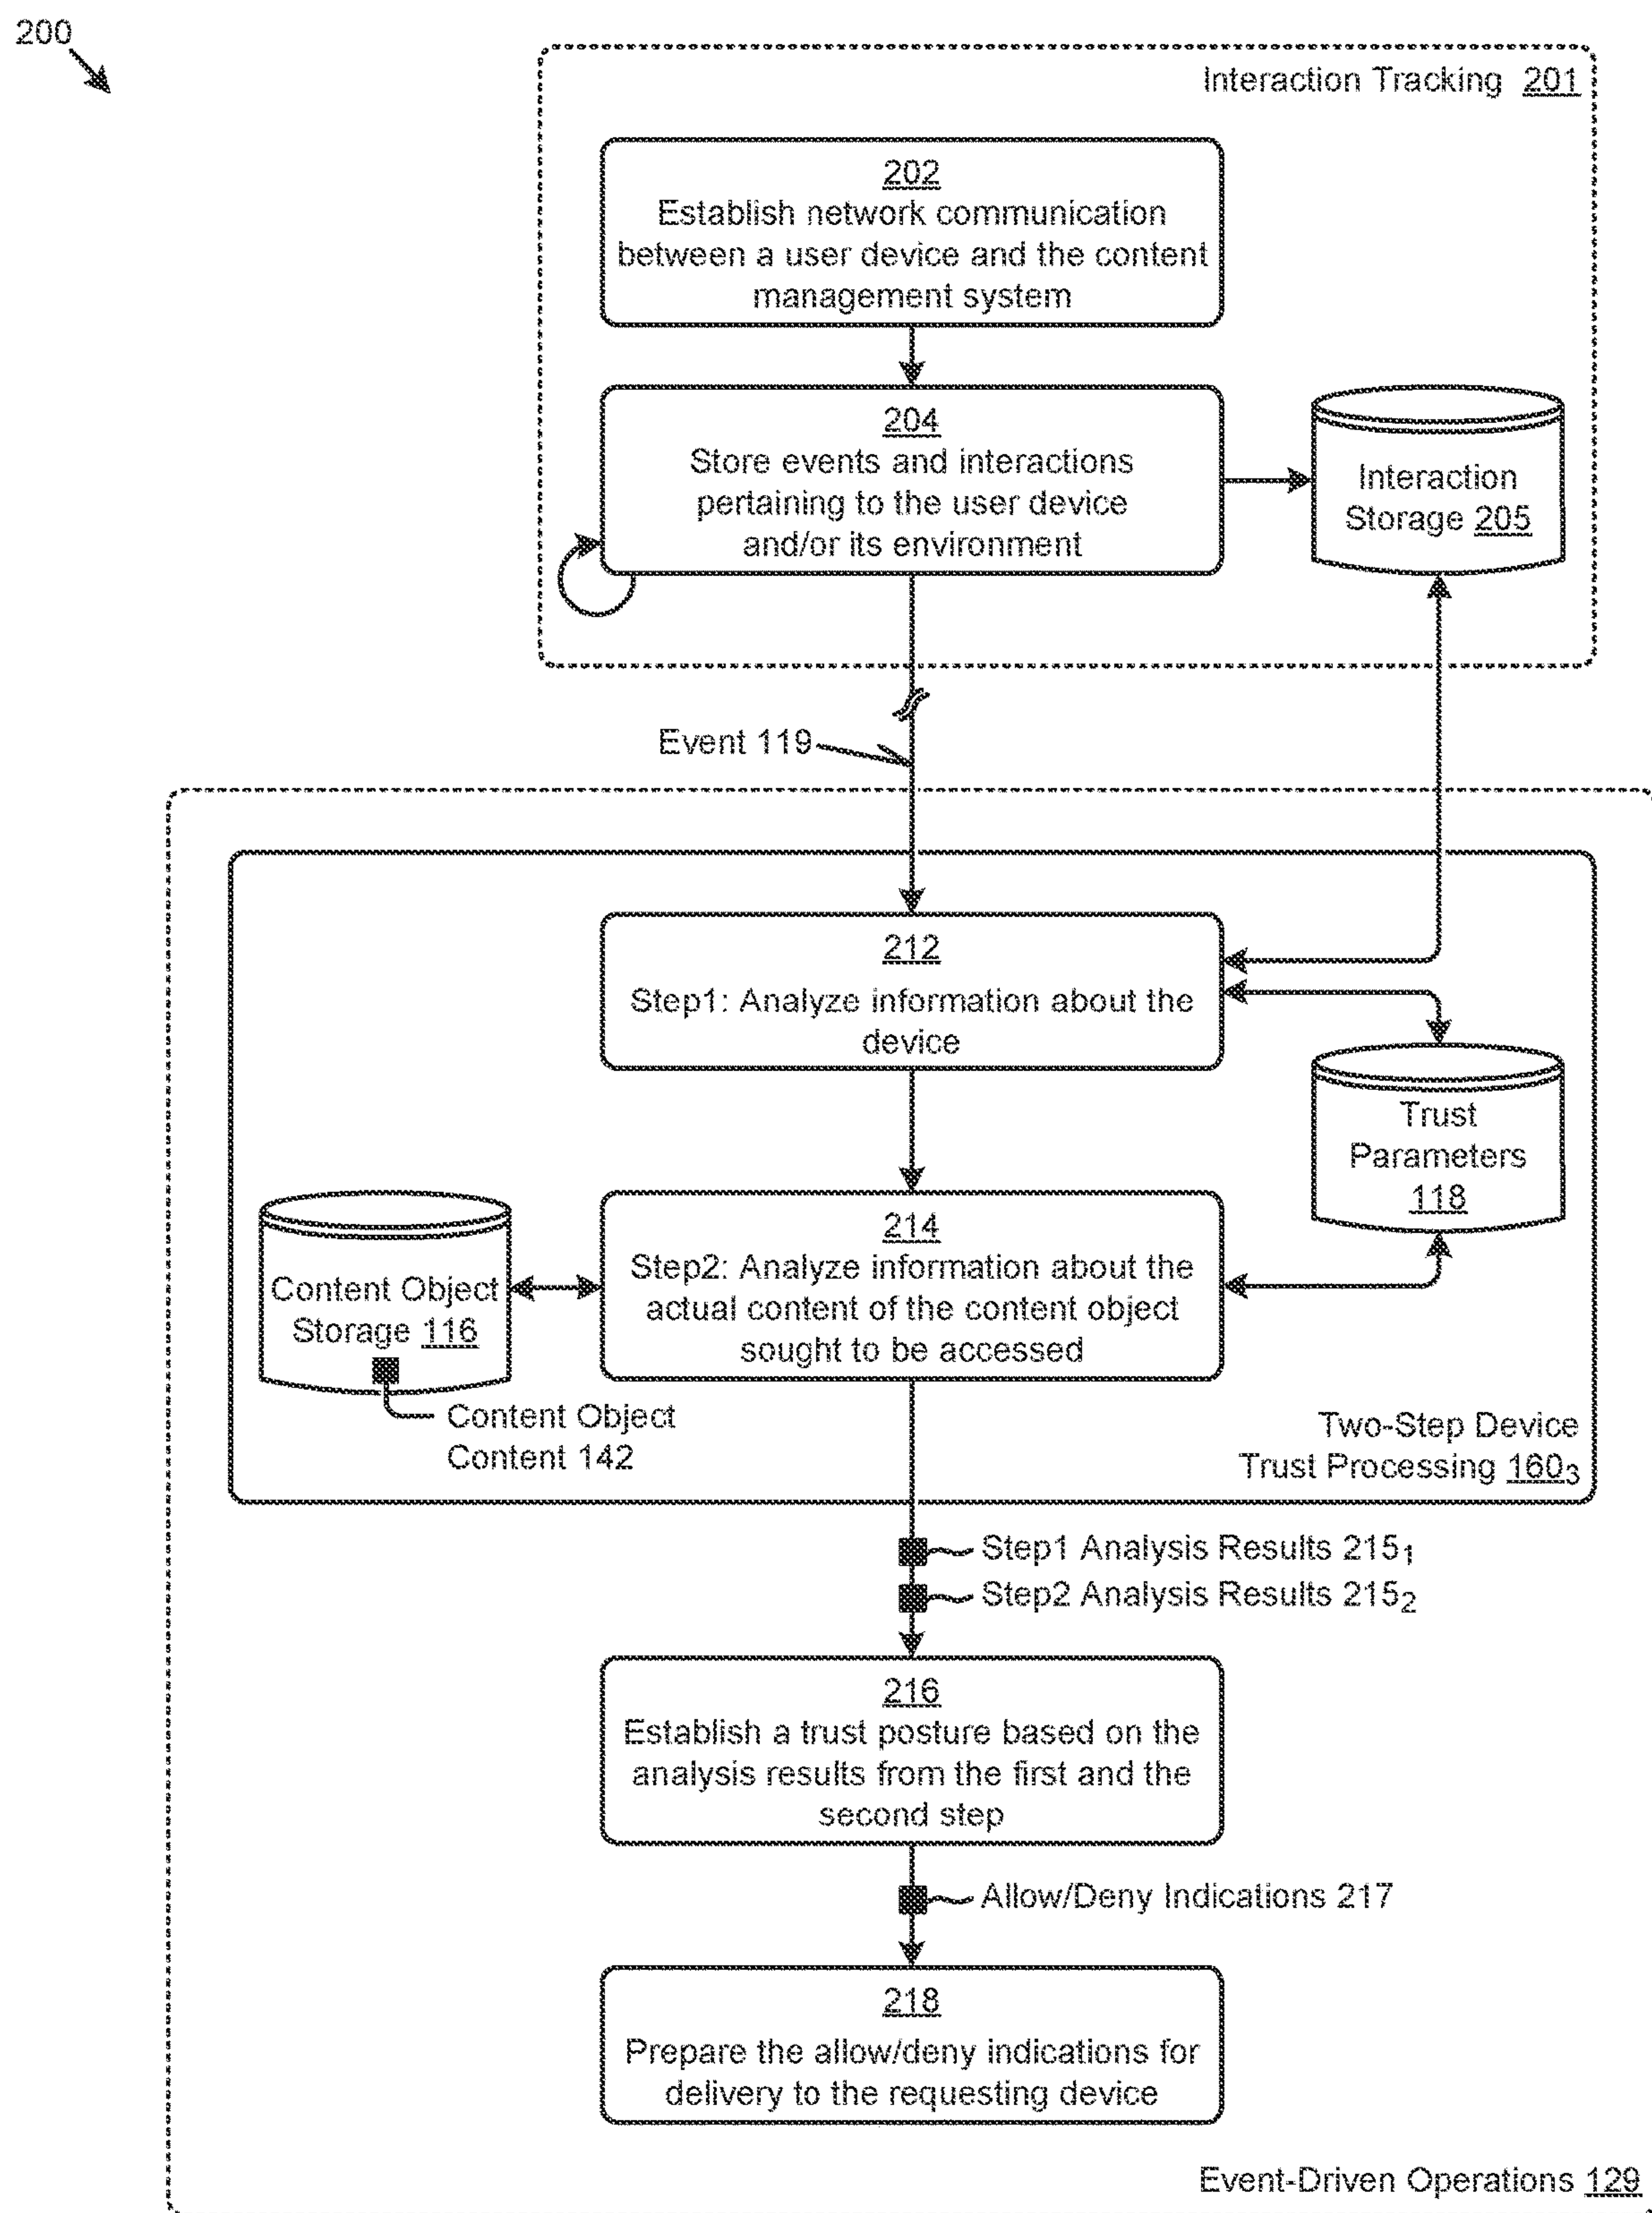 200
Interaction Tracking 201
202
Establish network communication
between a user device and the content
management system
204
Store events and interactions
pertaining to the user device
and/or its environment
Interaction
Storage 205
Event 119
212
Step1: Analyze information about the
device
Trust
Parameters
118
214
Step2: Analyze information about the
actual content of the content object
sought to be accessed
Content Object
Storage 116
Content Object
Content 142
Two-Step Device
Trust Processing 160₃
Step1 Analysis Results 215₁
Step2 Analysis Results 215₂
216
Establish a trust posture based on the
analysis results from the first and the
second step
Allow/Deny Indications 217
218
Prepare the allow/deny indications for
delivery to the requesting device
Event-Driven Operations 129